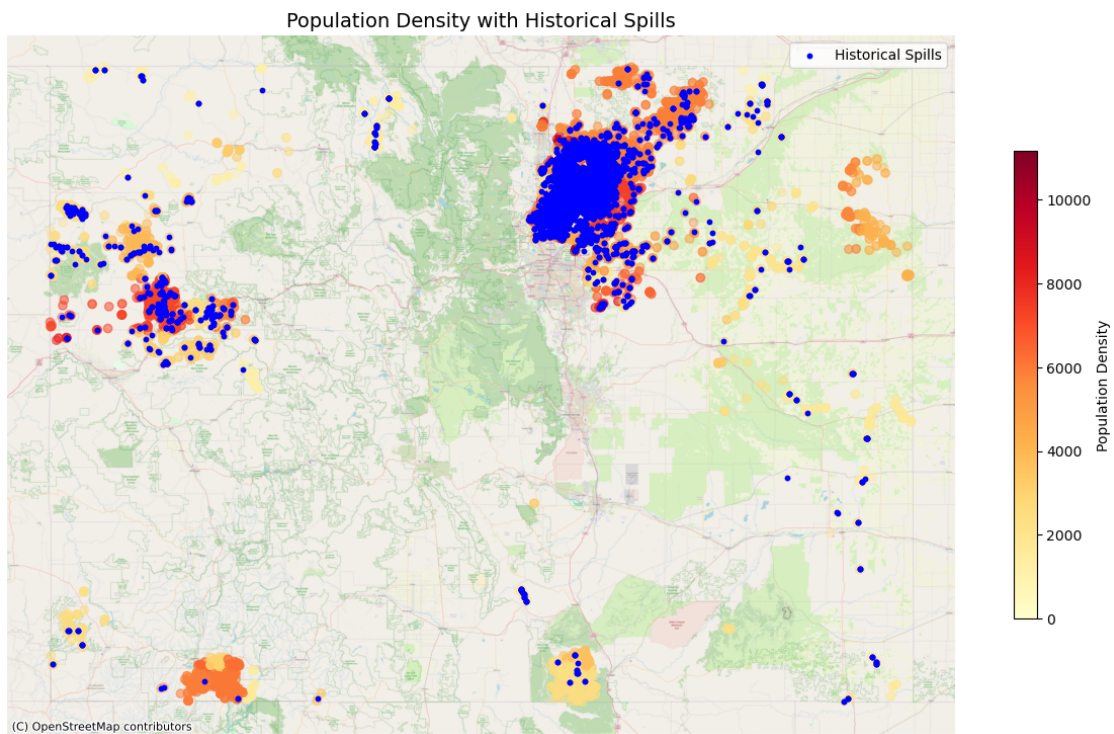 Population Density with Historical Spills
Historical Spills
10000
8000
6000
4000
2000
0
Population Density
(C) OpenStreetMap contributors